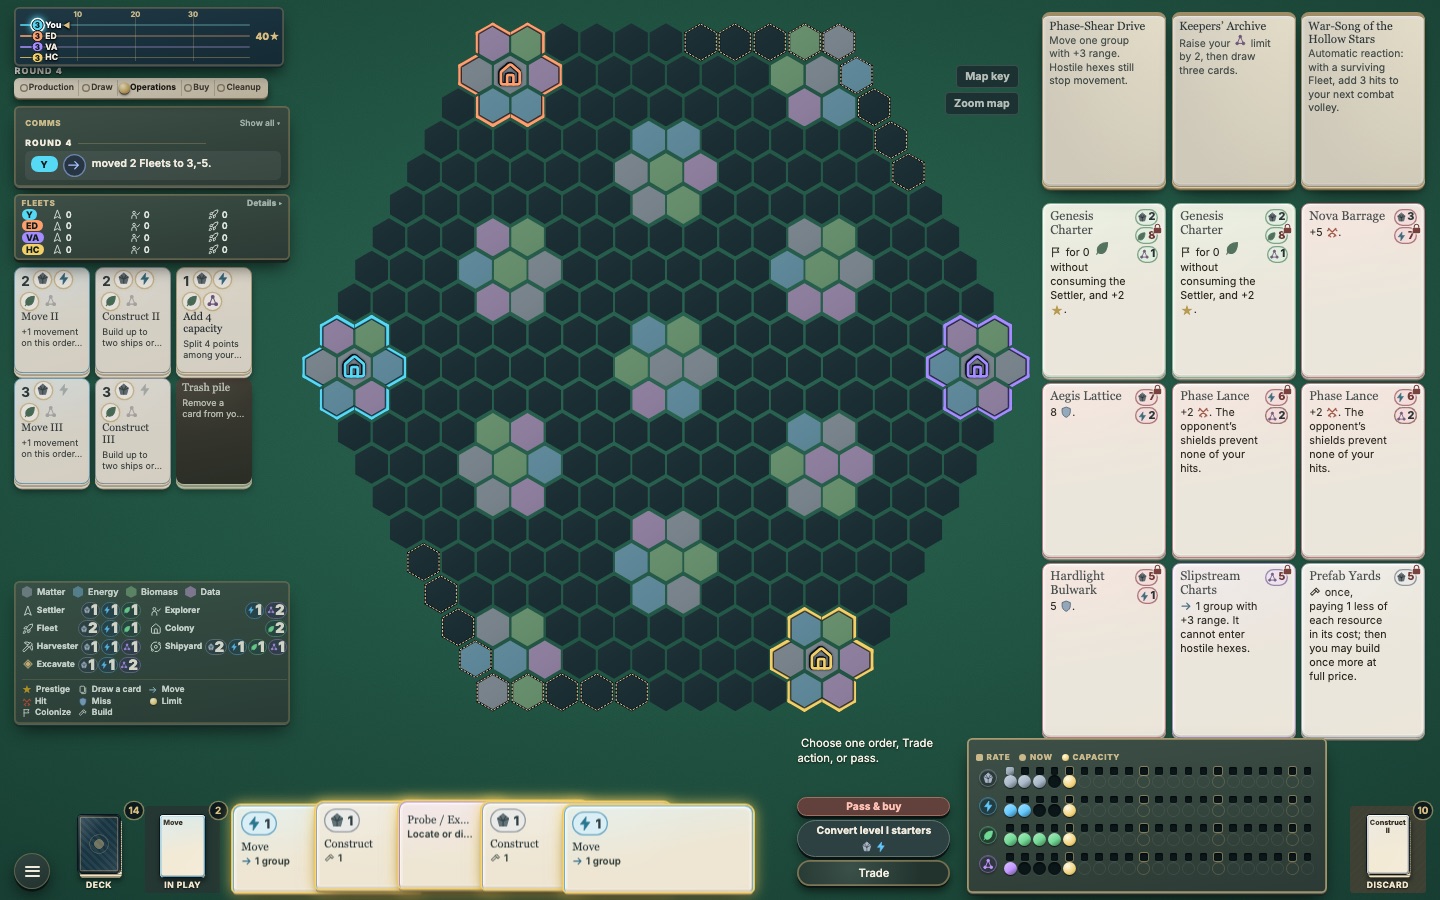 10 20 30
3 You
3 ED 40★
3 VA
3 HC
ROUND 4
Production Draw Operations Buy Cleanup
COMMS Show all
ROUND 4
Y moved 2 Fleets to 3,-5.
FLEETS Details
Y 0 0 0
ED 0 0 0
VA 0 0 0
HC 0 0 0
2
Move II
+1 movement
on this order...
2
Construct II
Build up to
two ships or...
1
Add 4
capacity
Split 4 points
among your...
3
Move III
+1 movement
on this order...
3
Construct
III
Build up to
two ships or...
Trash pile
Remove a
card from yo...
Matter Energy Biomass Data
Settler 1 1 1 Explorer 1 2
Fleet 2 1 1 Colony 2
Harvester 1 1 1 Shipyard 2 1 1 1
Excavate 1 1 2
Prestige Draw a card Move
Hit Miss Limit
Colonize Build
Map key
Zoom map
Phase-Shear Drive
Move one group
with +3 range.
Hostile hexes still
stop movement.
Keepers' Archive
Raise your limit
by 2, then draw
three cards.
War-Song of the
Hollow Stars
Automatic reaction:
with a surviving
Fleet, add 3 hits to
your next combat
volley.
Genesis
Charter
2
8
1
for 0
without
consuming the
Settler, and +2
★.
Genesis
Charter
2
8
1
for 0
without
consuming the
Settler, and +2
★.
Nova Barrage
3
7
+5 .
Aegis Lattice
7
2
8 .
Phase Lance
6
2
+2 . The
opponent's
shields prevent
none of your
hits.
Phase Lance
6
2
+2 . The
opponent's
shields prevent
none of your
hits.
Hardlight
Bulwark
5
1
5 .
Slipstream
Charts
5
→ 1 group with
+3 range. It
cannot enter
hostile hexes.
Prefab Yards
5
once,
paying 1 less of
each resource
in its cost; then
you may build
once more at
full price.
Choose one order, Trade
action, or pass.
Pass & buy
Convert level I starters
Trade
RATE NOW CAPACITY
14
DECK
2
Move
IN PLAY
1
Move
→ 1 group
1
Construct
1
Probe / Ex...
Locate or di...
1
Construct
1
1
Move
→ 1 group
10
Construct
II
DISCARD